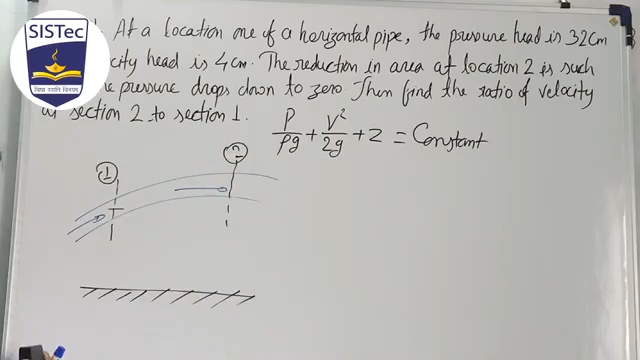 SISTec
विद्या शस्त्रं विनयम्
At a location one of a horizontal pipe, the pressure head is 32cm
city head is 4cm. The reduction in area at location 2 is such
pressure drops down to zero. Then find the ratio of velocity
at section 2 to section 1.
P/ρg + V²/2g + z = Constant
①
②